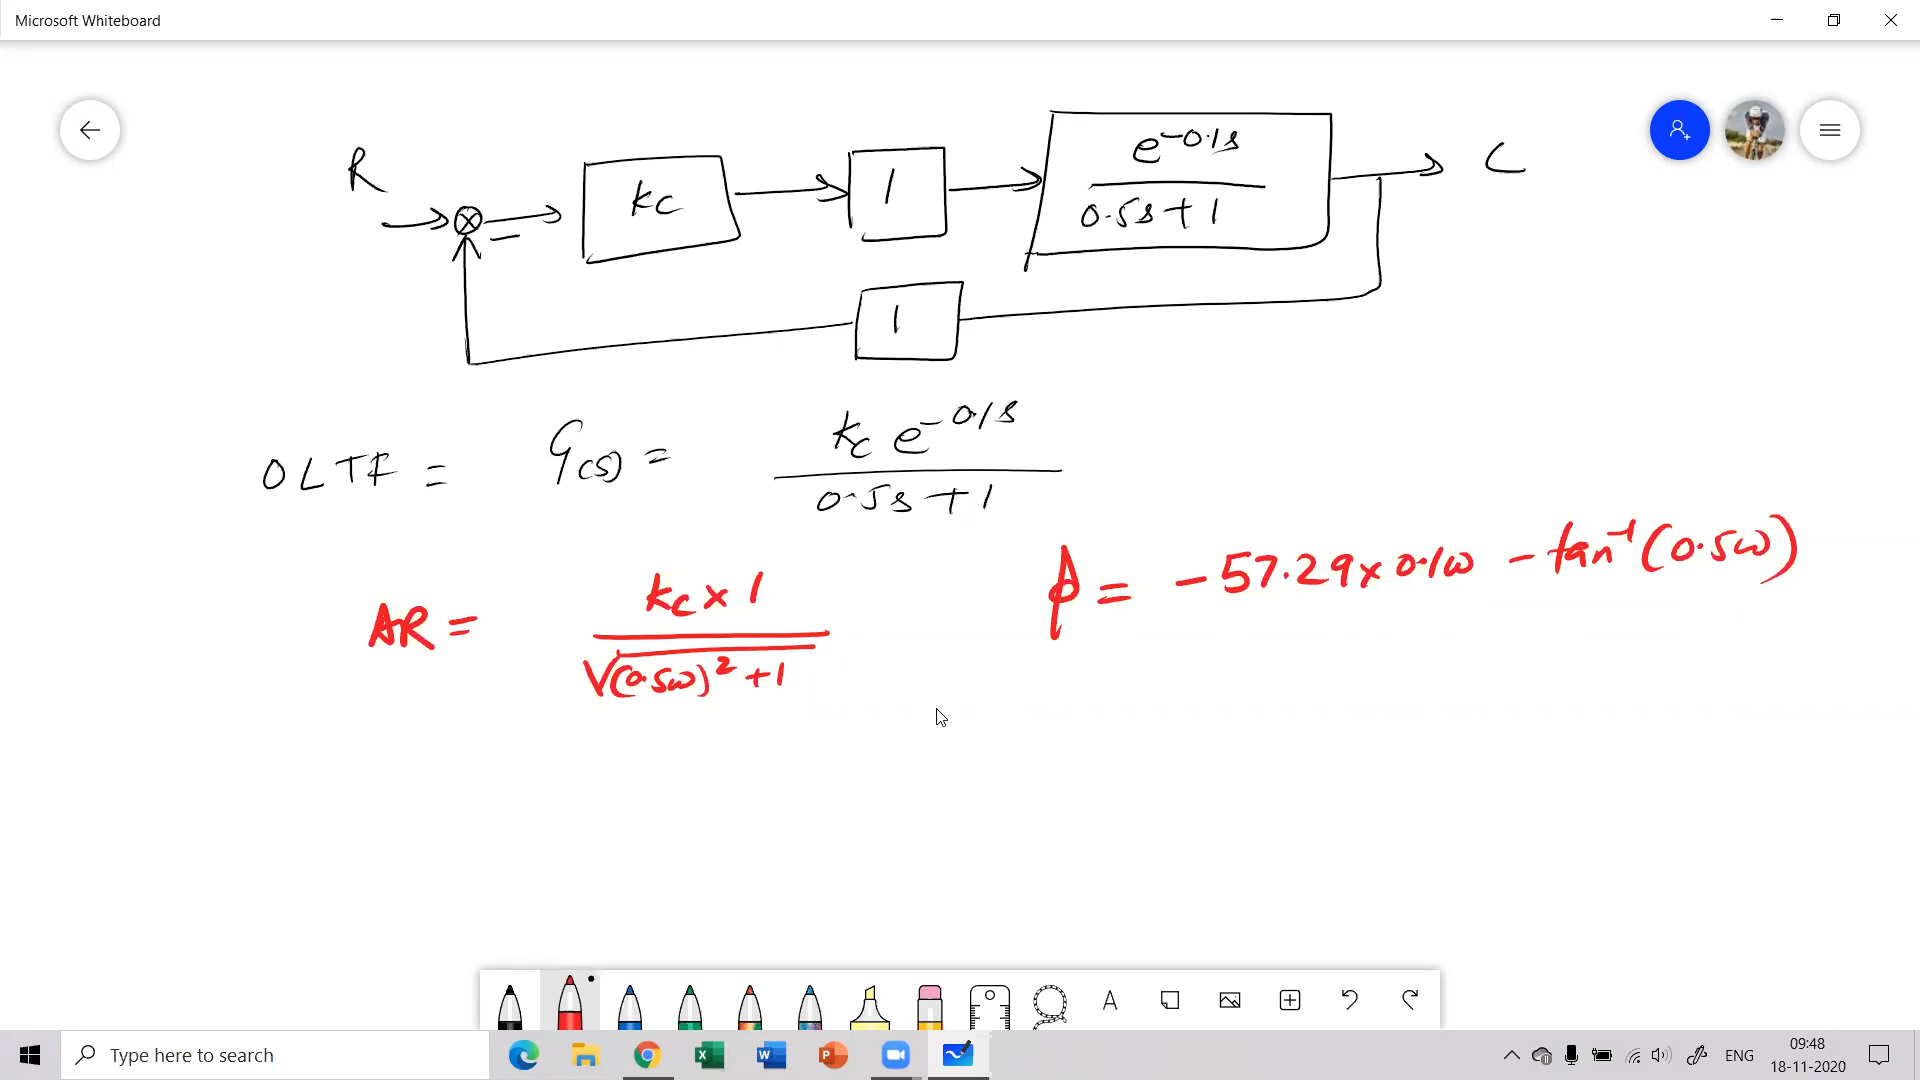 Microsoft Whiteboard
R
kc
1
e^-0.1s
0.5s+1
C
1
OLTF = G(s) = kc e^-0.1s
0.5s+1
AR = kc × 1
√(0.5ω)² + 1
φ = -57.29 × 0.1ω - tan⁻¹(0.5ω)
A
Type here to search
ENG
09:48
18-11-2020